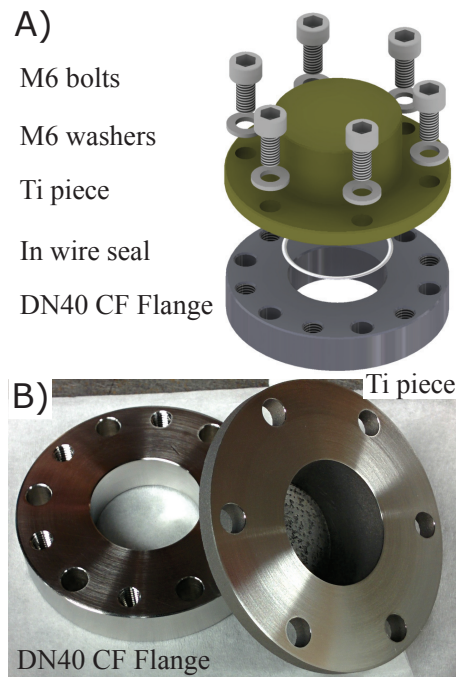 A)
M6 bolts
M6 washers
Ti piece
In wire seal
DN40 CF Flange
Ti piece
B)
DN40 CF Flange